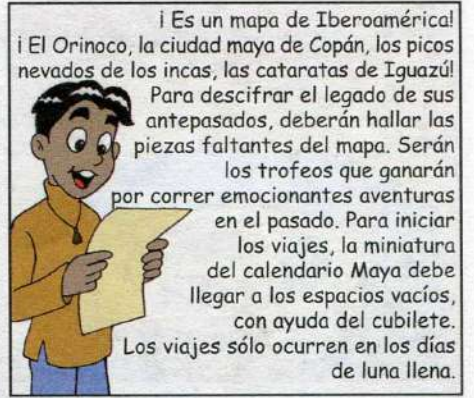 ¡ Es un mapa de Iberoamérica!
¡ El Orinoco, la ciudad maya de Copán, los picos
nevados de los incas, las cataratas de Iguazú!
Para descifrar el legado de sus
antepasados, deberán hallar las
piezas faltantes del mapa. Serán
los trofeos que ganarán
por correr emocionantes aventuras
en el pasado. Para iniciar
los viajes, la miniatura
del calendario Maya debe
llegar a los espacios vacíos,
con ayuda del cubilete.
Los viajes sólo ocurren en los días
de luna llena.